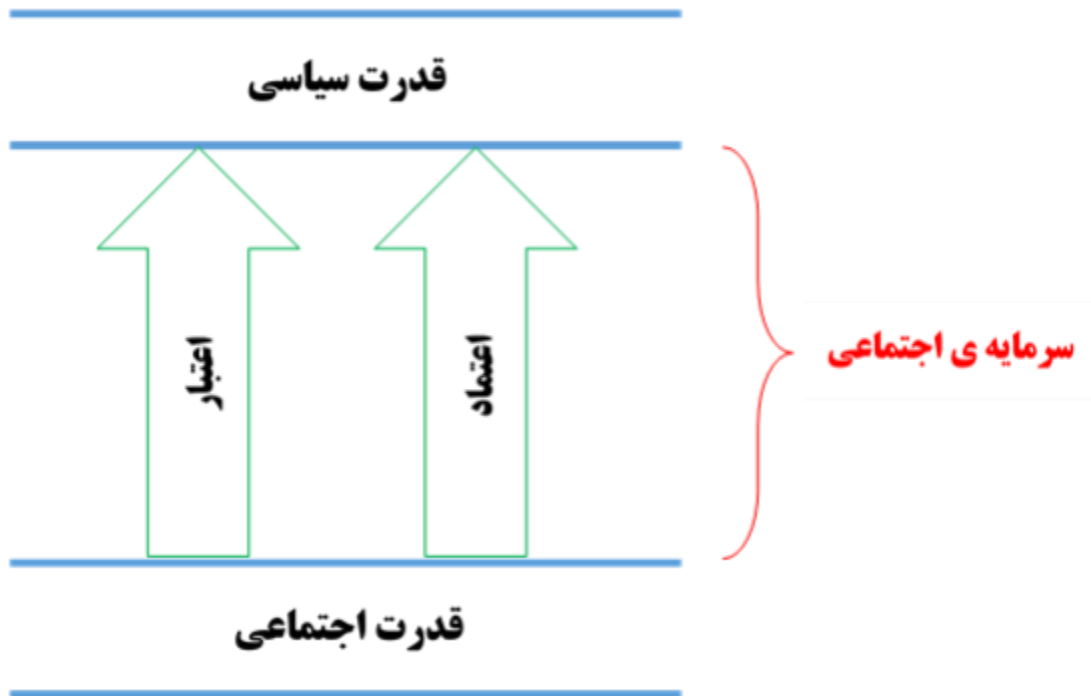 قدرت سیاسی
اعتماد
اعتبار
سرمایه ی اجتماعی
قدرت اجتماعی